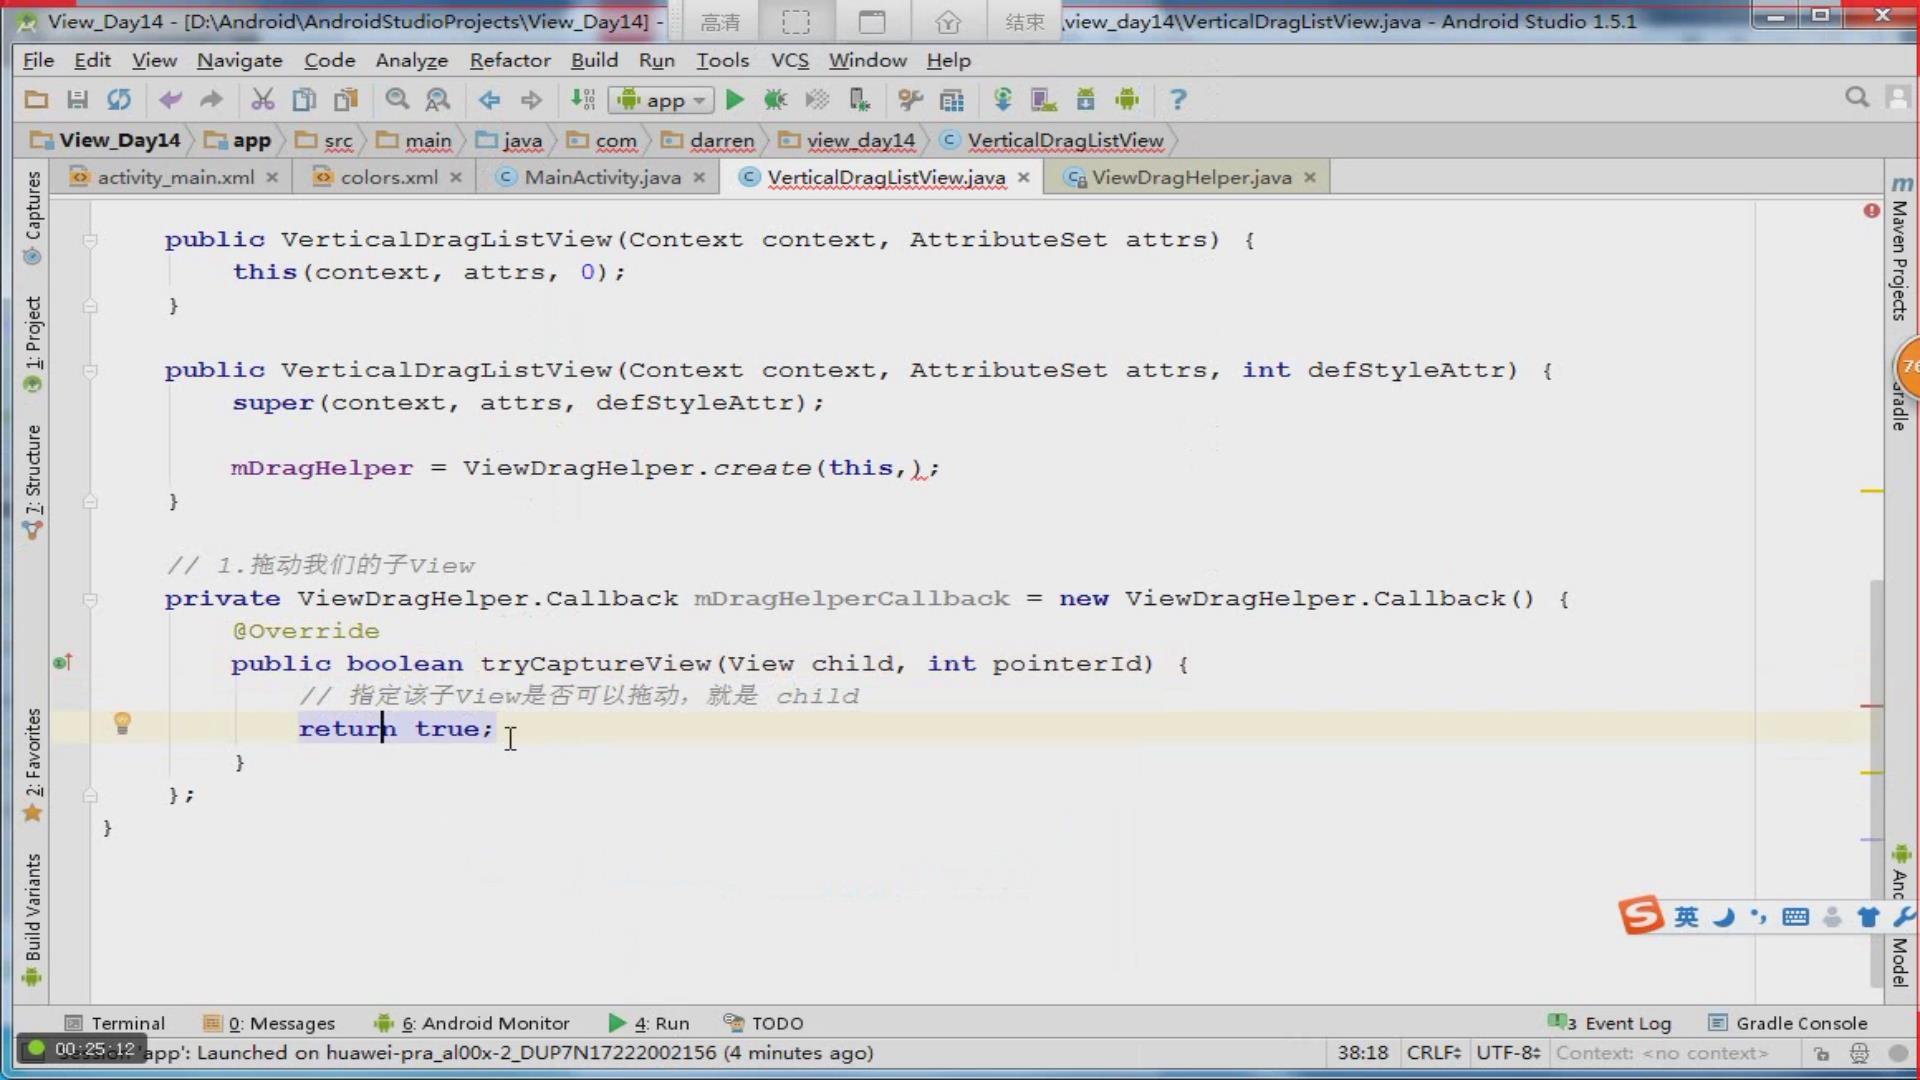 View_Day14 - [D:\Android\AndroidStudioProjects\View_Day14] - 高清 结束 \view_day14\VerticalDragListView.java - Android Studio 1.5.1
File Edit View Navigate Code Analyze Refactor Build Run Tools VCS Window Help
app
View_Day14 app src main java com darren view_day14 VerticalDragListView
activity_main.xml colors.xml MainActivity.java VerticalDragListView.java ViewDragHelper.java
Captures
1: Project
7: Structure
2: Favorites
Build Variants
public VerticalDragListView(Context context, AttributeSet attrs) {
this(context, attrs, 0);
}
public VerticalDragListView(Context context, AttributeSet attrs, int defStyleAttr) {
super(context, attrs, defStyleAttr);
mDragHelper = ViewDragHelper.create(this,);
}
// 1.拖动我们的子View
private ViewDragHelper.Callback mDragHelperCallback = new ViewDragHelper.Callback() {
@Override
public boolean tryCaptureView(View child, int pointerId) {
// 指定该子View是否可以拖动，就是 child
return true;
}
};
}
Maven Projects
76
英
Model
Terminal 0: Messages 6: Android Monitor 4: Run TODO 3 Event Log Gradle Console
00:25:12 'app': Launched on huawei-pra_al00x-2_DUP7N17222002156 (4 minutes ago) 38:18 CRLF UTF-8 Context: <no context>